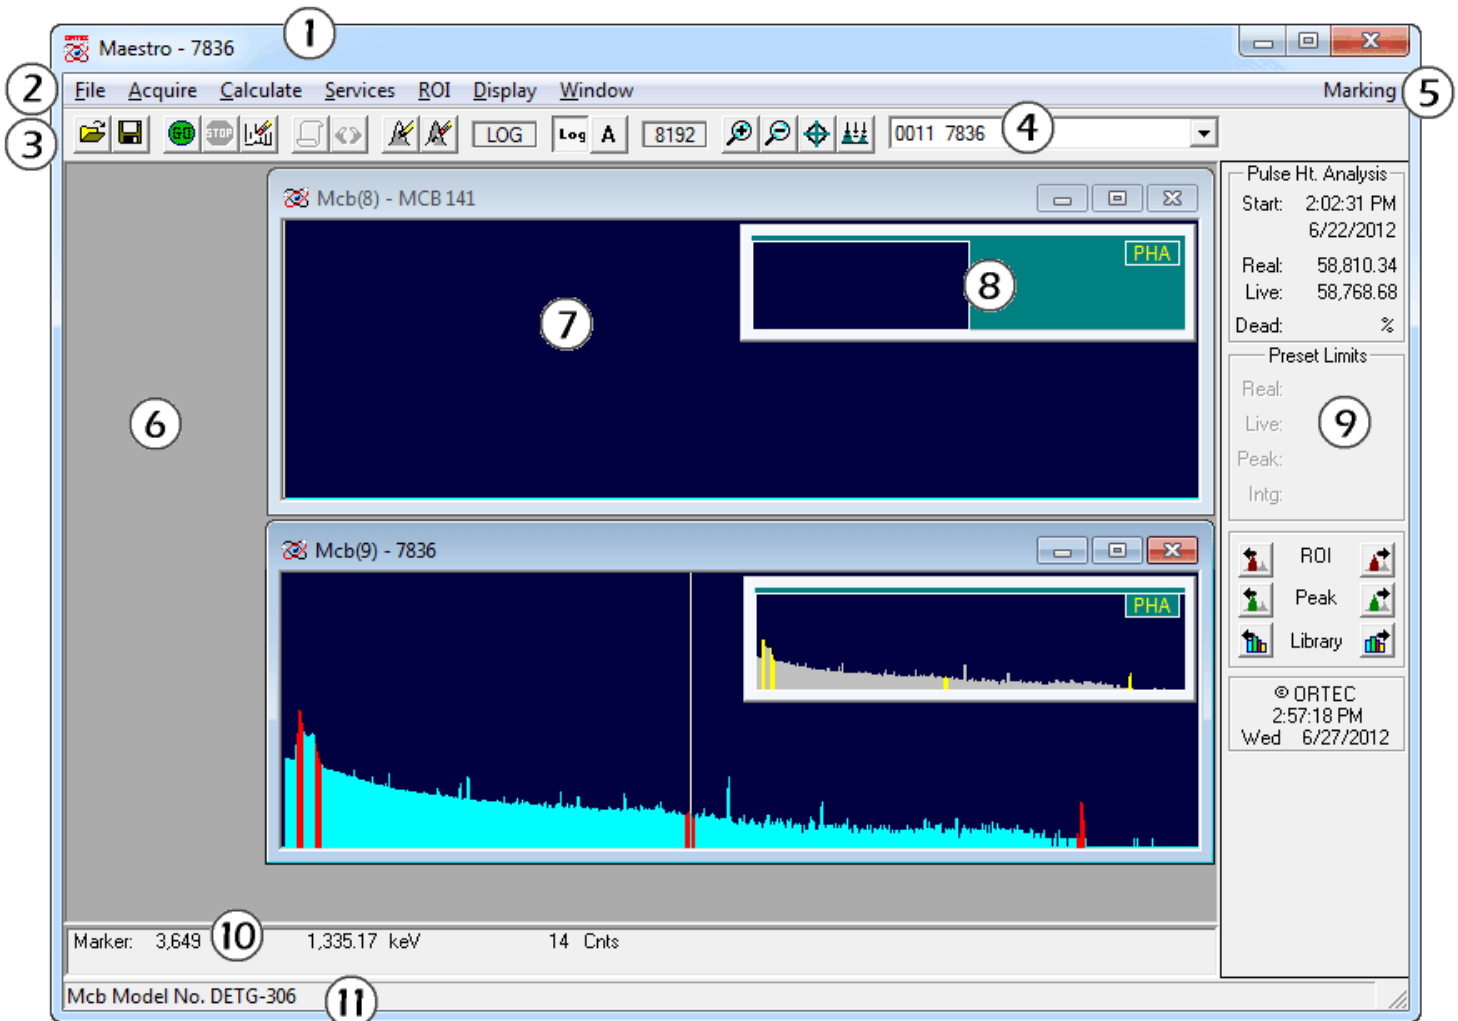 1
Maestro - 7836
2
File Acquire Calculate Services ROI Display Window
Marking
5
3
GO STOP LOG Log A 8192
0011 7836
4
Mcb(8) - MCB 141
PHA
6
7
8
Mcb(9) - 7836
PHA
Pulse Ht. Analysis
Start: 2:02:31 PM
6/22/2012
Real: 58,810.34
Live: 58,768.68
Dead: %
Preset Limits
Real:
Live:
Peak:
Intg:
9
ROI
Peak
Library
© ORTEC
2:57:18 PM
Wed 6/27/2012
Marker: 3,649 10 1,335.17 keV 14 Cnts
Mcb Model No. DETG-306
11